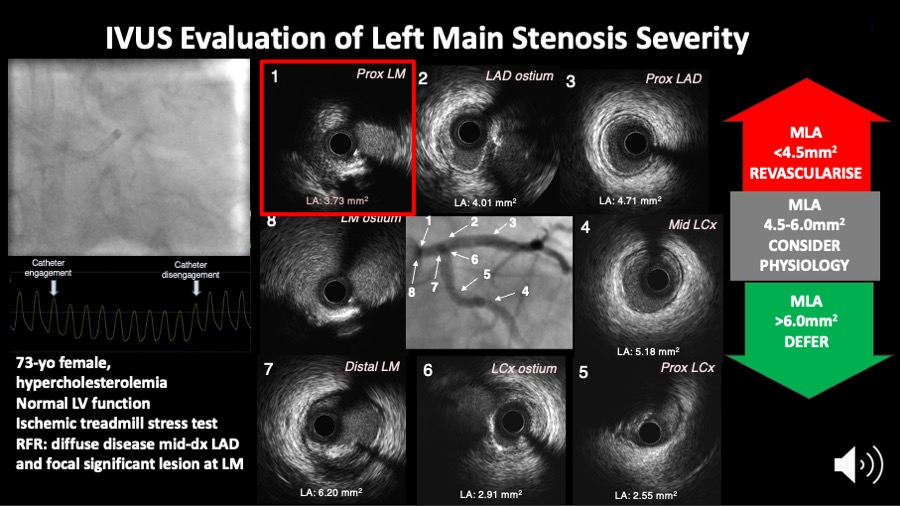 IVUS Evaluation of Left Main Stenosis Severity
1
Prox LM
LA: 3.73 mm²
2
LAD ostium
LA: 4.01 mm²
3
Prox LAD
LA: 4.71 mm²
MLA
<4.5mm²
REVASCULARISE
MLA
4.5-6.0mm²
CONSIDER
PHYSIOLOGY
MLA
>6.0mm²
DEFER
8
LM ostium
1
2
3
6
5
4
7
8
4
Mid LCx
LA: 5.18 mm²
Catheter
engagement
Catheter
disengagement
73-yo female,
hypercholesterolemia
Normal LV function
Ischemic treadmill stress test
RFR: diffuse disease mid-dx LAD
and focal significant lesion at LM
7
Distal LM
LA: 6.20 mm²
6
LCx ostium
LA: 2.91 mm²
5
Prox LCx
LA: 2.55 mm²